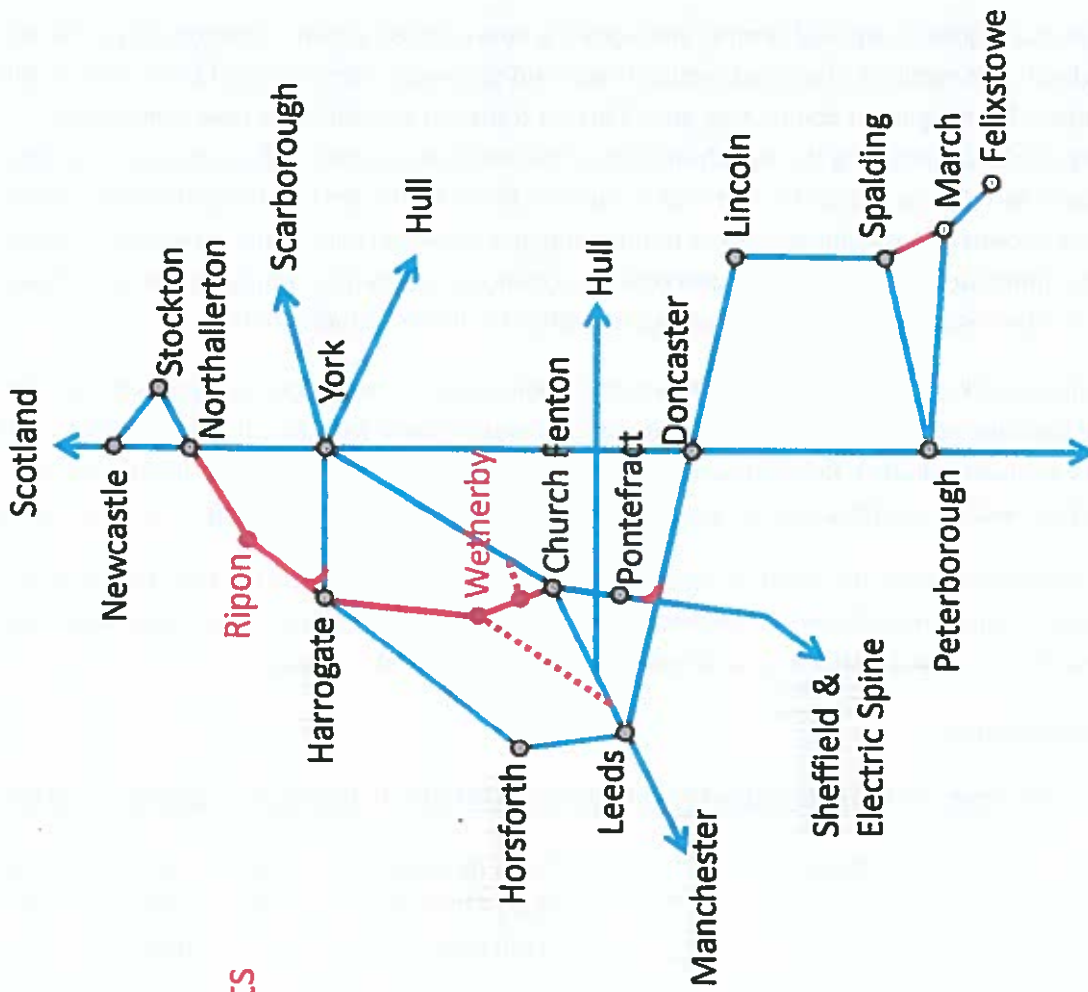 Scotland
Newcastle
Stockton
Northallerton
Scarborough
Ripon
York
Hull
Harrogate
Wetherby
Horsforth
Church Fenton
Hull
Leeds
Pontefract
Manchester
Doncaster
Lincoln
Sheffield &
Electric Spine
Spalding
Peterborough
March
Felixstowe